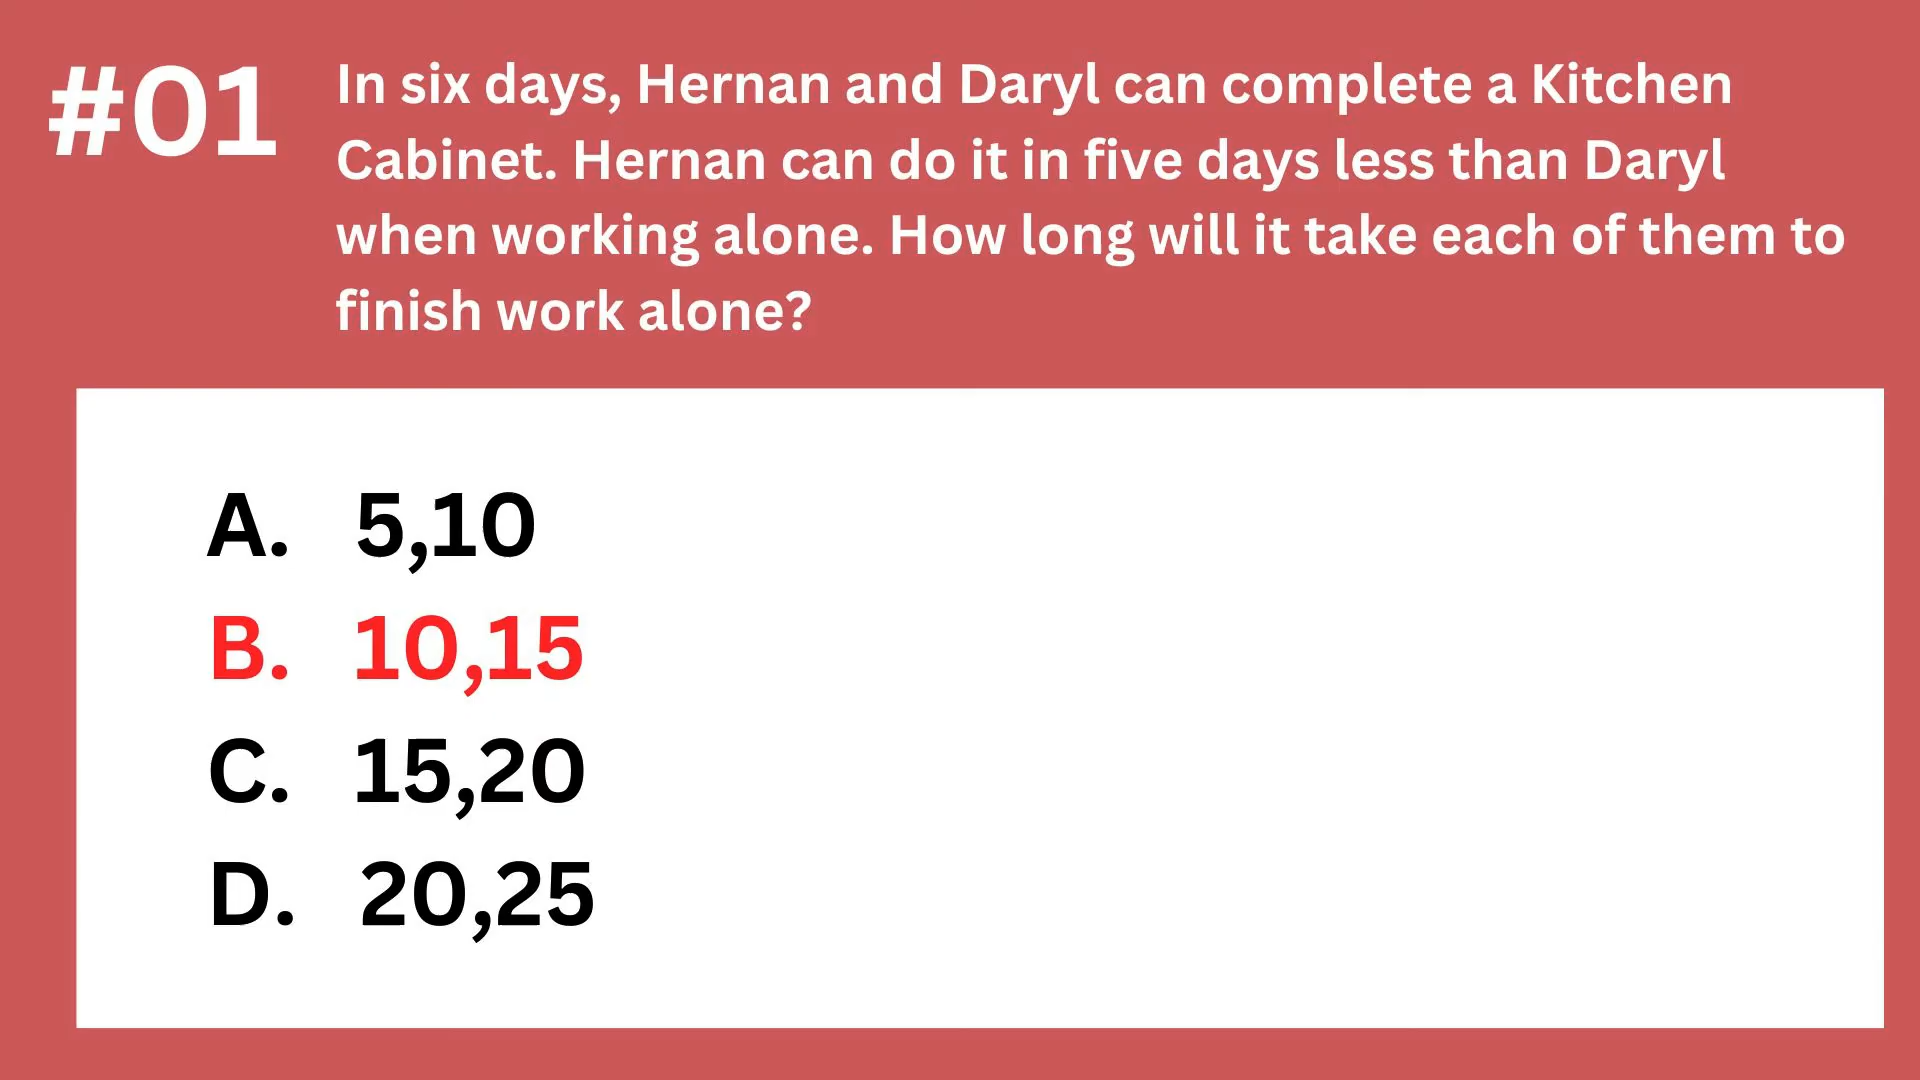 #01
In six days, Hernan and Daryl can complete a Kitchen
Cabinet. Hernan can do it in five days less than Daryl
when working alone. How long will it take each of them to
finish work alone?
A. 5,10
B. 10,15
C. 15,20
D. 20,25